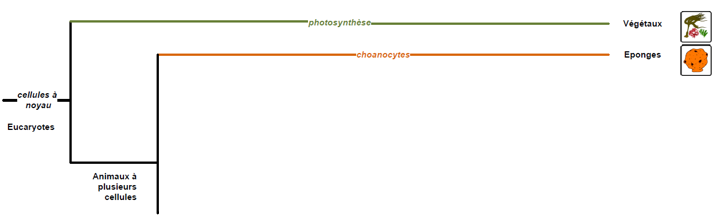 photosynthèse
Végétaux
choanocytes
Eponges
cellules à
noyau
Eucaryotes
Animaux à
plusieurs
cellules